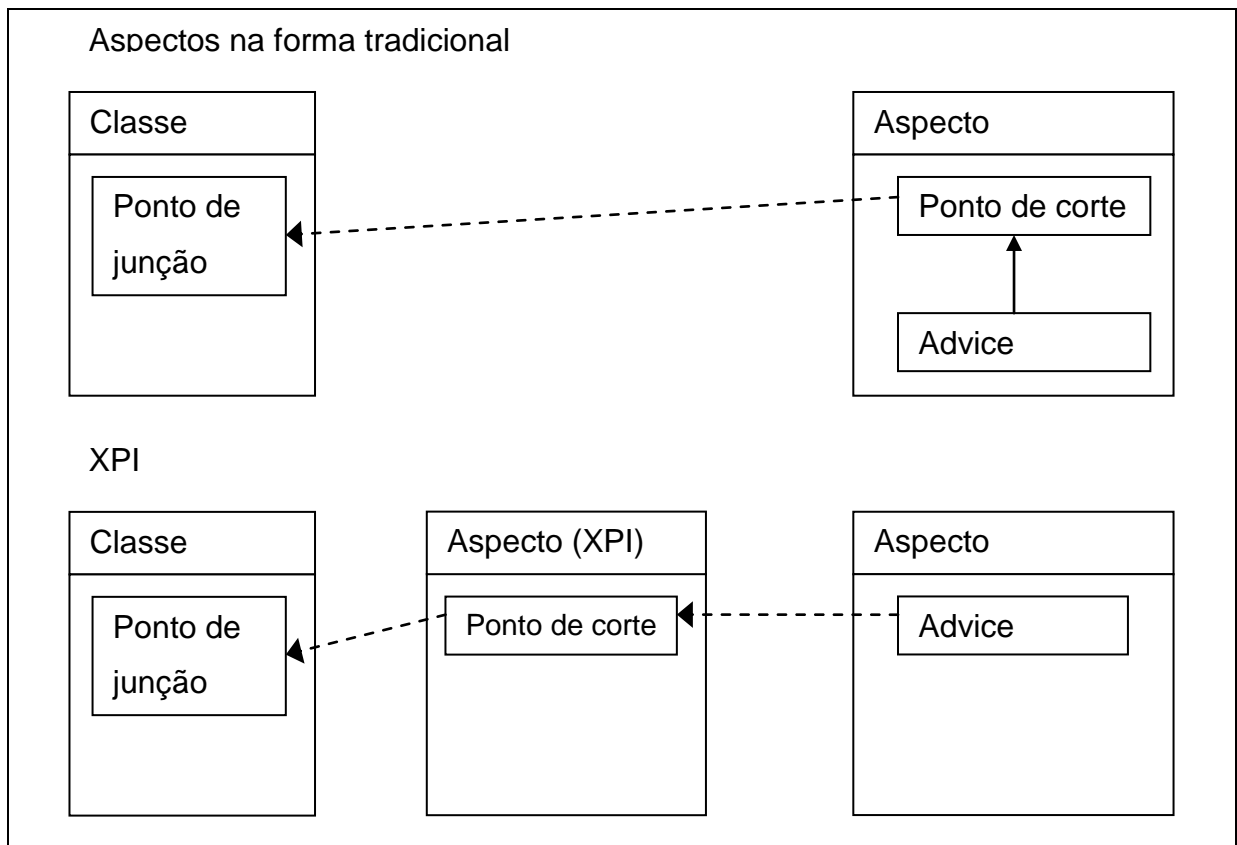 Aspectos na forma tradicional
Classe
Ponto de
junção
Aspecto
Ponto de corte
Advice
XPI
Classe
Ponto de
junção
Aspecto (XPI)
Ponto de corte
Aspecto
Advice